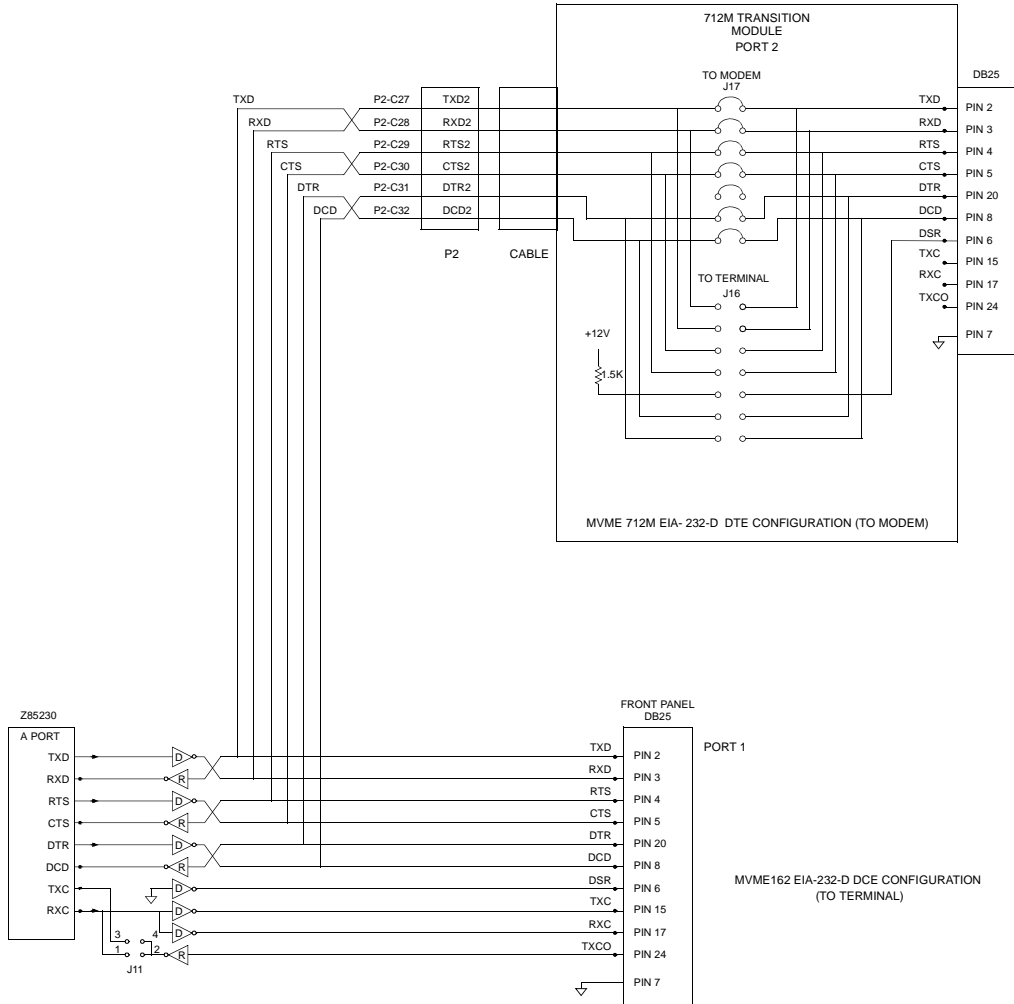 712M TRANSITION
MODULE
PORT 2
TO MODEM
J17
DB25
TXD P2-C27 TXD2 TXD PIN 2
RXD P2-C28 RXD2 RXD PIN 3
RTS P2-C29 RTS2 RTS PIN 4
CTS P2-C30 CTS2 CTS PIN 5
DTR P2-C31 DTR2 DTR PIN 20
DCD P2-C32 DCD2 DCD PIN 8
DSR PIN 6
P2 CABLE
TXC PIN 15
TO TERMINAL
J16
RXC PIN 17
TXCO PIN 24
+12V
PIN 7
1.5K
MVME 712M EIA- 232-D DTE CONFIGURATION (TO MODEM)
Z85230
A PORT
FRONT PANEL
DB25
PORT 1
TXD D TXD PIN 2
RXD R RXD PIN 3
RTS D RTS PIN 4
CTS R CTS PIN 5
DTR D DTR PIN 20
DCD R DCD PIN 8
TXC D DSR PIN 6
RXC D TXC PIN 15
3 4 D RXC PIN 17
1 2 R TXCO PIN 24
J11
PIN 7
MVME162 EIA-232-D DCE CONFIGURATION
(TO TERMINAL)